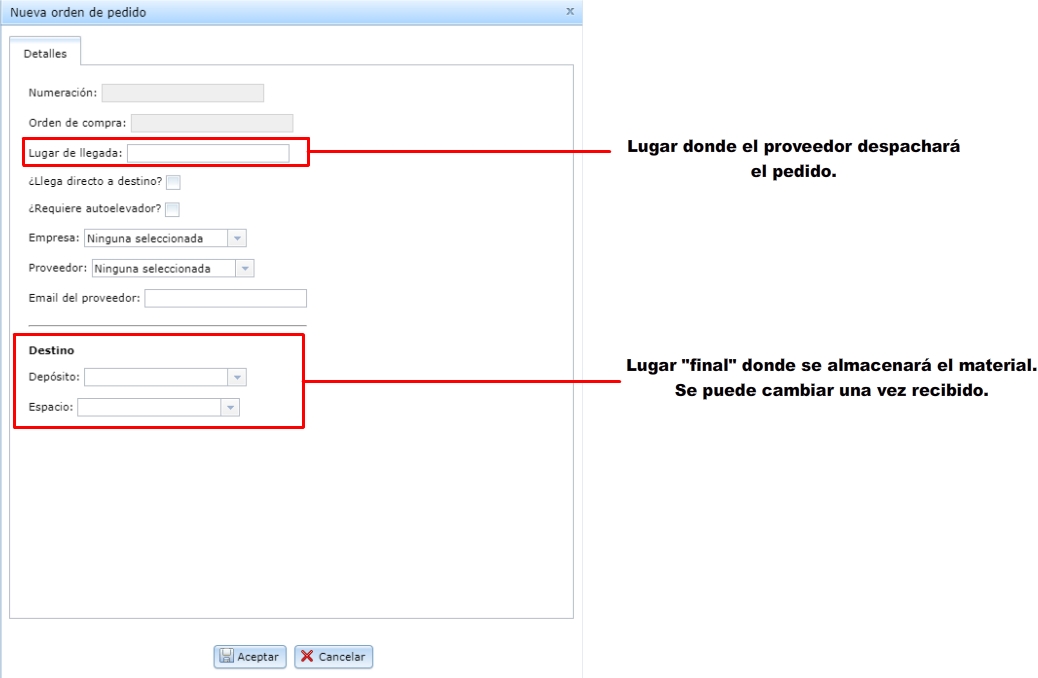 Nueva orden de pedido x
Detalles
Numeración:
Orden de compra:
Lugar de llegada:
Lugar donde el proveedor despachará
el pedido.
¿Llega directo a destino?
¿Requiere autoelevador?
Empresa: Ninguna seleccionada
Proveedor: Ninguna seleccionada
Email del proveedor:
Destino
Depósito:
Espacio:
Lugar "final" donde se almacenará el material.
Se puede cambiar una vez recibido.
Aceptar Cancelar